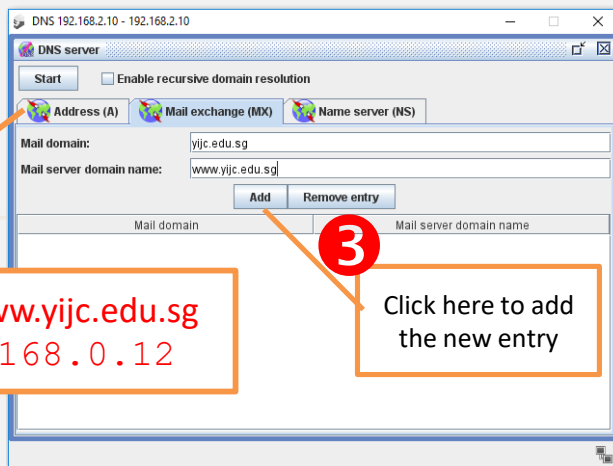 DNS 192.168.2.10 - 192.168.2.10
DNS server
Start Enable recursive domain resolution
Address (A) Mail exchange (MX) Name server (NS)
Mail domain: yijc.edu.sg
Mail server domain name: www.yijc.edu.sg
Add Remove entry
Mail domain Mail server domain name
3
Click here to add
the new entry
ww.yijc.edu.sg
168.0.12